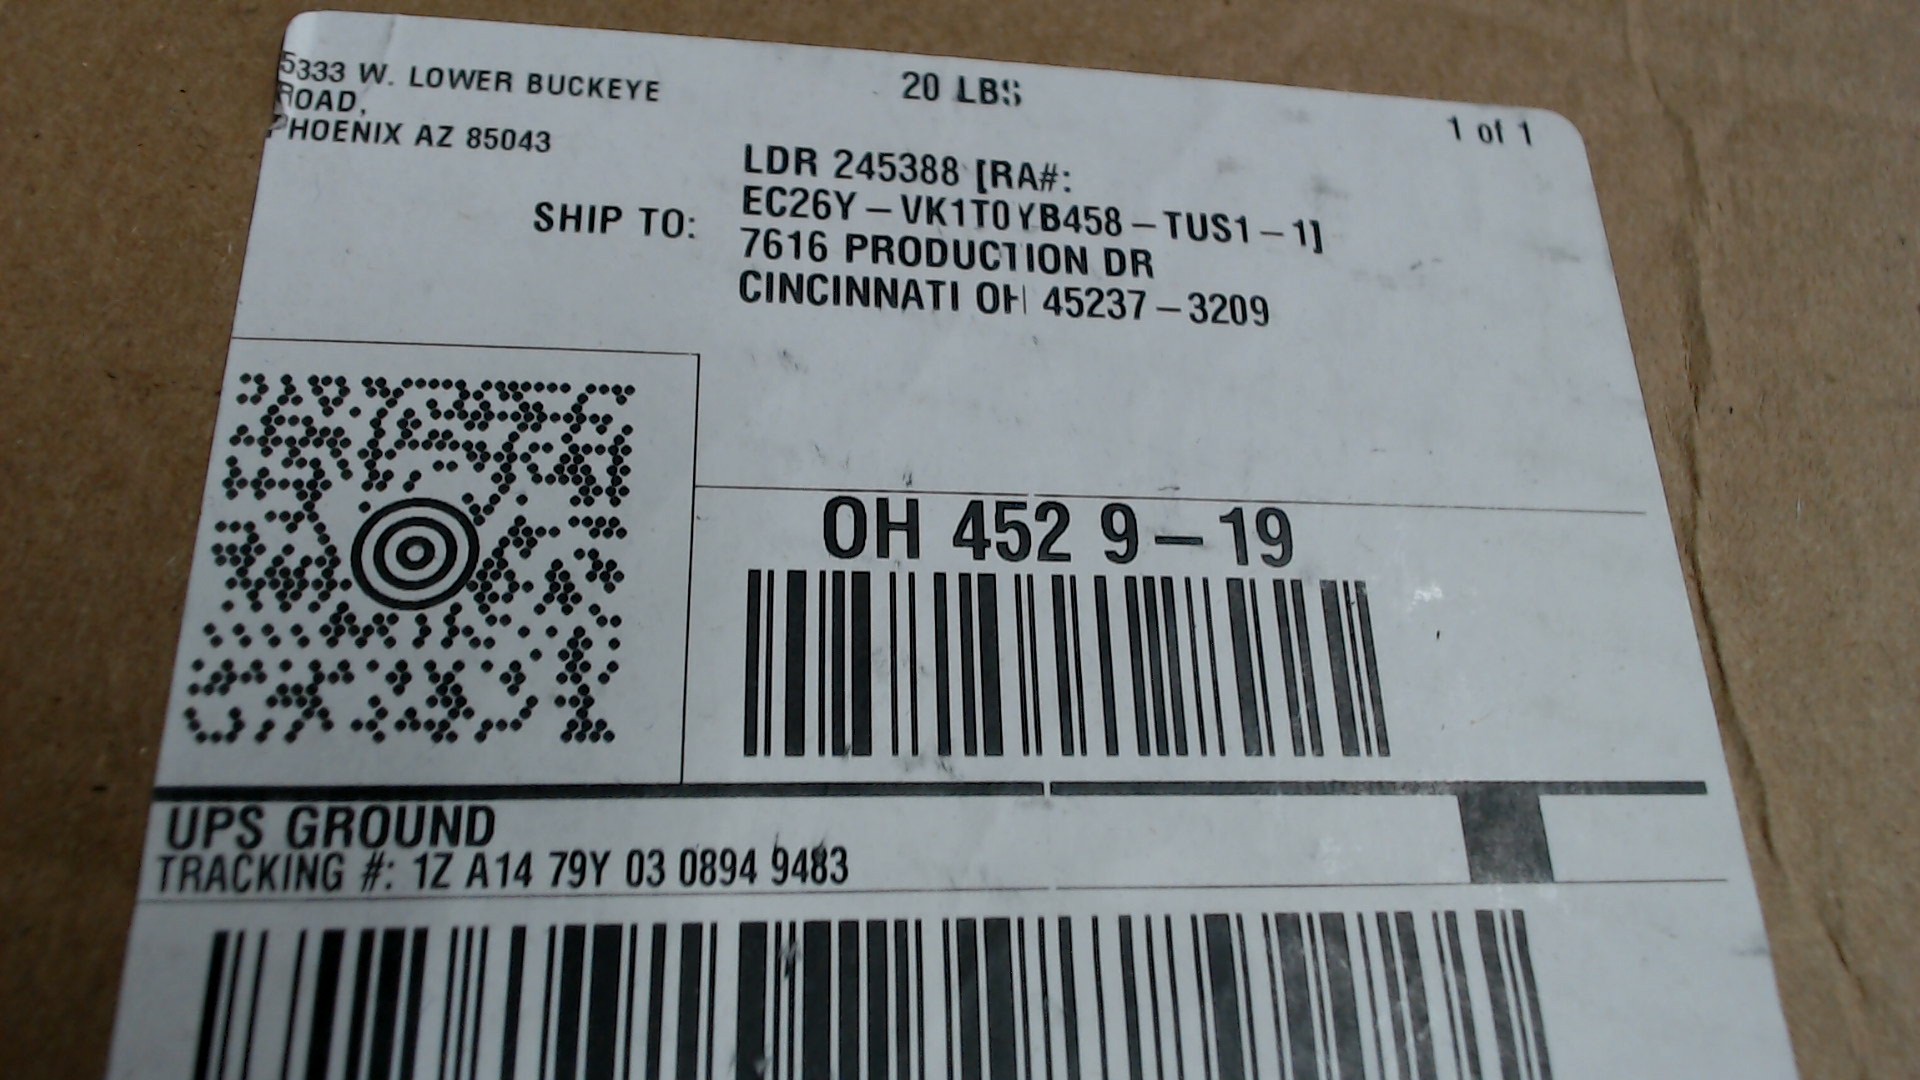 5333 W. LOWER BUCKEYE
ROAD,
PHOENIX AZ 85043
20 LBS
1 of 1
SHIP TO:
LDR 245388 [RA#:
EC26Y-VK1T0YB458-TUS1-1]
7616 PRODUCTION DR
CINCINNATI OH 45237-3209
OH 452 9-19
UPS GROUND
TRACKING #: 1Z A14 79Y 03 0894 9483